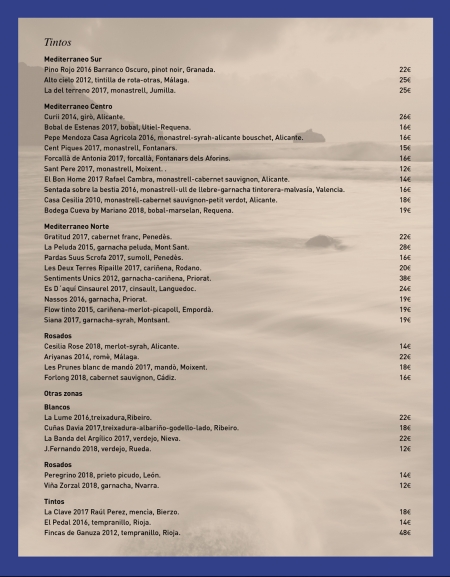 Tintos
Mediterraneo Sur
Pino Rojo 2016 Barranco Oscuro, pinot noir, Granada. 22€
Alto cielo 2012, tintilla de rota-otras, Málaga. 25€
La del terreno 2017, monastrell, Jumilla. 25€
Mediterraneo Centro
Curii 2014, giró, Alicante. 26€
Bobal de Estenas 2017, bobal, Utiel-Requena. 16€
Pepe Mendoza Casa Agricola 2016, monastrel-syrah-alicante bouschet, Alicante. 16€
Cent Piques 2017, monastrell, Fontanars. 15€
Forcallà de Antonia 2017, forcallà, Fontanars dels Aforins. 16€
Sant Pere 2017, monastrell, Moixent. . 12€
El Bon Home 2017 Rafael Cambra, monastrell-cabernet sauvignon, Alicante. 14€
Sentada sobre la bestia 2016, monastrell-ull de llebre-garnacha tintorera-malvasía, Valencia. 16€
Casa Cesilia 2010, monastrell-cabernet sauvignon-petit verdot, Alicante. 18€
Bodega Cueva by Mariano 2018, bobal-marselan, Requena. 19€
Mediterraneo Norte
Gratitud 2017, cabernet franc, Penedès. 22€
La Peluda 2015, garnacha peluda, Mont Sant. 28€
Pardas Suus Scrofa 2017, sumoll, Penedès. 16€
Les Deux Terres Ripaille 2017, cariñena, Rodano. 20€
Sentiments Unics 2012, garnacha-cariñena, Priorat. 38€
Es D´aqui Cinsaurel 2017, cinsault, Languedoc. 24€
Nassos 2016, garnacha, Priorat. 19€
Flow tinto 2015, cariñena-merlot-picapoll, Empordà. 19€
Siana 2017, garnacha-syrah, Montsant. 19€
Rosados
Cesilia Rose 2018, merlot-syrah, Alicante. 14€
Ariyanas 2014, romè, Málaga. 22€
Les Prunes blanc de mandò 2017, mandò, Moixent. 18€
Forlong 2018, cabernet sauvignon, Cádiz. 16€
Otras zonas
Blancos
La Lume 2016,treixadura,Ribeiro. 22€
Cuñas Davia 2017,treixadura-albariño-godello-lado, Ribeiro. 18€
La Banda del Argílico 2017, verdejo, Nieva. 22€
J.Fernando 2018, verdejo, Rueda. 12€
Rosados
Peregrino 2018, prieto picudo, León. 14€
Viña Zorzal 2018, garnacha, Nvarra. 12€
Tintos
La Clave 2017 Raúl Perez, mencia, Bierzo. 18€
El Pedal 2016, tempranillo, Rioja. 14€
Fincas de Ganuza 2012, tempranillo, Rioja. 48€